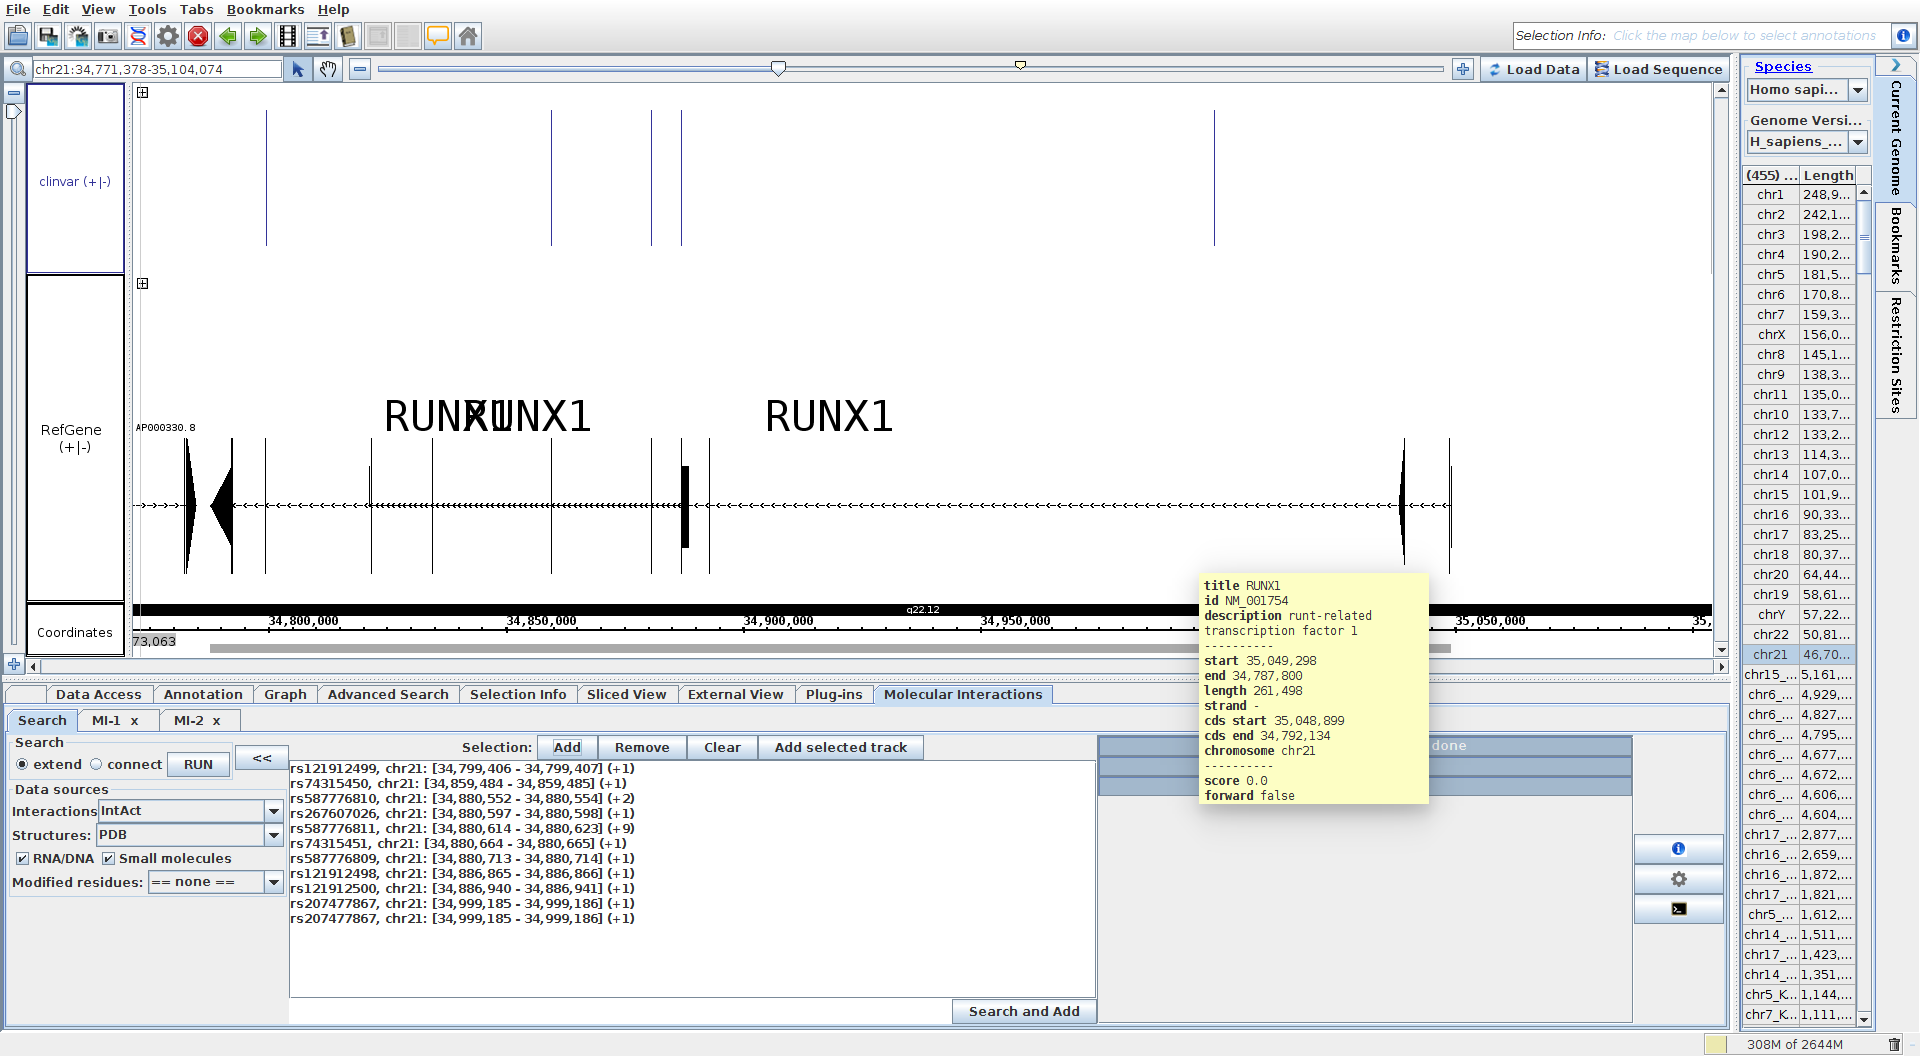 File Edit View Tools Tabs Bookmarks Help
Selection Info: Click the map below to select annotations
chr21:34,771,378-35,104,074
Load Data
Load Sequence
clinvar (+|-)
RefGene
(+|-)
Coordinates
AP000330.8
RUNX1
RUNX1
RUNX1
q22.12
34,800,000 34,850,000 34,900,000 34,950,000 35,050,000 35,
73,063
title RUNX1
id NM_001754
description runt-related
transcription factor 1
----------
start 35,049,298
end 34,787,800
length 261,498
strand -
cds start 35,048,899
cds end 34,792,134
chromosome chr21
----------
score 0.0
forward false
Data Access Annotation Graph Advanced Search Selection Info Sliced View External View Plug-ins Molecular Interactions
Search MI-1 x MI-2 x
Search
extend connect RUN <<
Data sources
Interactions IntAct
Structures: PDB
RNA/DNA Small molecules
Modified residues: == none ==
Selection: Add Remove Clear Add selected track
rs121912499, chr21: [34,799,406 - 34,799,407] (+1)
rs74315450, chr21: [34,859,484 - 34,859,485] (+1)
rs587776810, chr21: [34,880,552 - 34,880,554] (+2)
rs267607026, chr21: [34,880,597 - 34,880,598] (+1)
rs587776811, chr21: [34,880,614 - 34,880,623] (+9)
rs74315451, chr21: [34,880,664 - 34,880,665] (+1)
rs587776809, chr21: [34,880,713 - 34,880,714] (+1)
rs121912498, chr21: [34,886,865 - 34,886,866] (+1)
rs121912500, chr21: [34,886,940 - 34,886,941] (+1)
rs207477867, chr21: [34,999,185 - 34,999,186] (+1)
rs207477867, chr21: [34,999,185 - 34,999,186] (+1)
Search and Add
done
Species
Homo sapi...
Genome Versi...
H_sapiens_...
(455) ... Length
chr1 248,9...
chr2 242,1...
chr3 198,2...
chr4 190,2...
chr5 181,5...
chr6 170,8...
chr7 159,3...
chrX 156,0...
chr8 145,1...
chr9 138,3...
chr11 135,0...
chr10 133,7...
chr12 133,2...
chr13 114,3...
chr14 107,0...
chr15 101,9...
chr16 90,33...
chr17 83,25...
chr18 80,37...
chr20 64,44...
chr19 58,61...
chrY 57,22...
chr22 50,81...
chr21 46,70...
chr15_... 5,161,...
chr6_... 4,929,...
chr6_... 4,827,...
chr6_... 4,795,...
chr6_... 4,677,...
chr6_... 4,672,...
chr6_... 4,606,...
chr6_... 4,604,...
chr17_... 2,877,...
chr16_... 2,659,...
chr16_... 1,872,...
chr17_... 1,821,...
chr5_... 1,612,...
chr14_... 1,511,...
chr17_... 1,423,...
chr14_... 1,351,...
chr5_K... 1,144,...
chr7_K... 1,111,...
Current Genome
Bookmarks
Restriction Sites
308M of 2644M